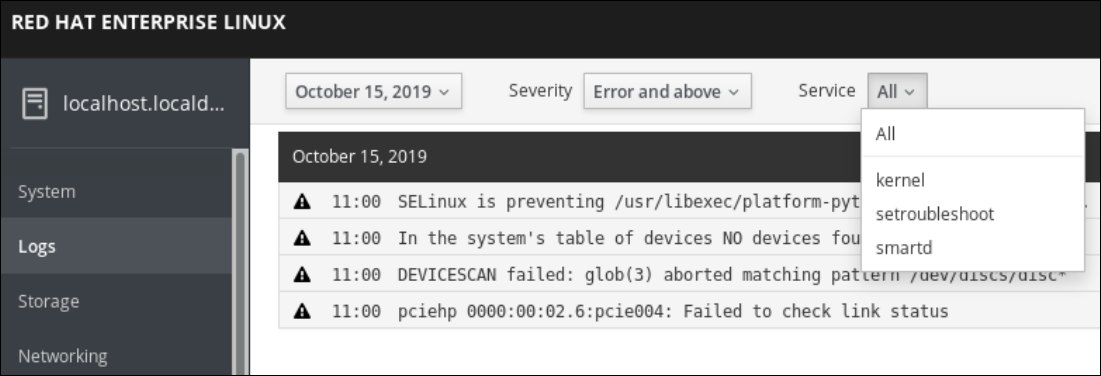 RED HAT ENTERPRISE LINUX
localhost.locald...
October 15, 2019 Severity Error and above Service All
All
kernel
setroubleshoot
smartd
System
Logs
Storage
Networking
October 15, 2019
11:00 SELinux is preventing /usr/libexec/platform-pyt
11:00 In the system's table of devices NO devices fou
11:00 DEVICESCAN failed: glob(3) aborted matching pattern /dev/discs/disc*
11:00 pciehp 0000:00:02.6:pcie004: Failed to check link status